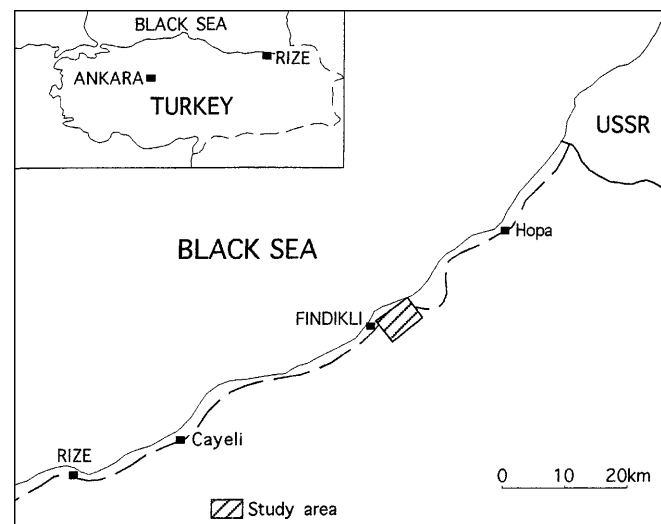 BLACK SEA
RIZE
ANKARA
TURKEY
USSR
Hopa
BLACK SEA
FINDIKLI
Cayeli
RIZE
0 10 20km
Study area